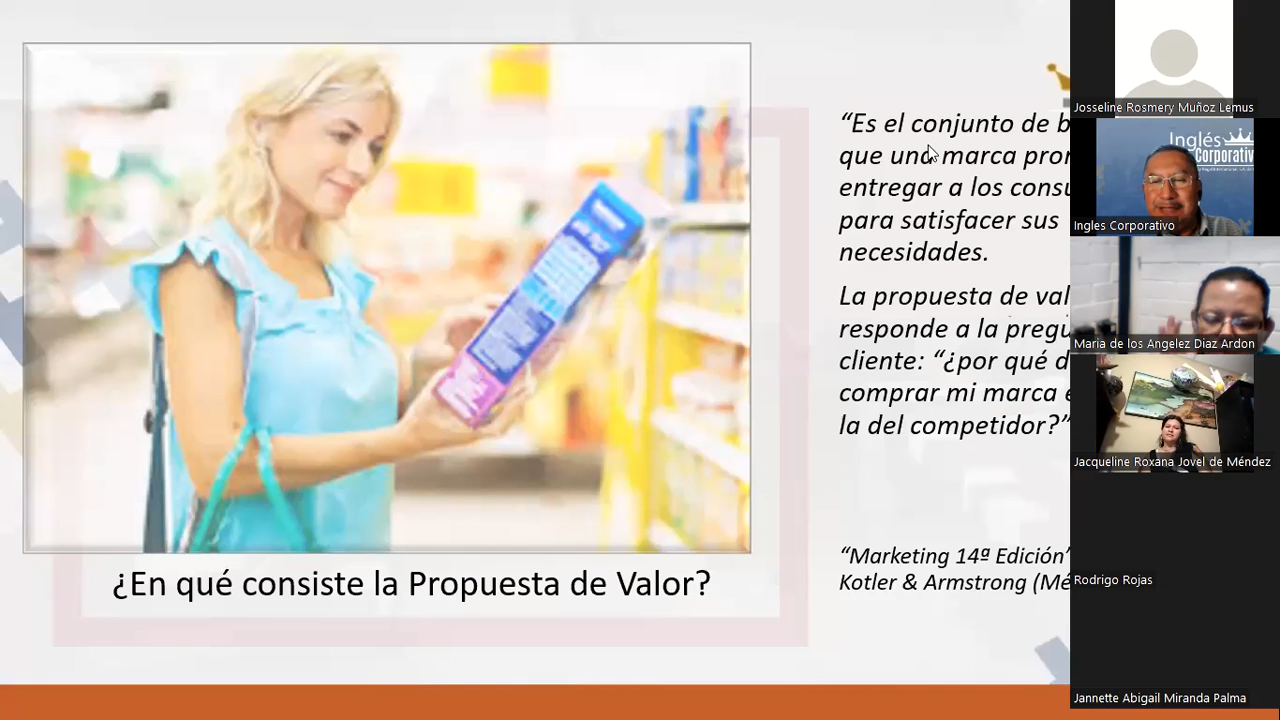 “Es el conjunto de b
que una marca pror
entregar a los consu
para satisfacer sus
necesidades.
La propuesta de val
responde a la pregu
cliente: “¿por qué d
comprar mi marca e
la del competidor?”
“Marketing 14ª Edición”
Kotler & Armstrong (Mé
¿En qué consiste la Propuesta de Valor?
Josseline Rosmery Muñoz Lemus
Inglés
Corporativ
Ingles Corporativo
Maria de los Angelez Diaz Ardon
Jacqueline Roxana Jovel de Méndez
Rodrigo Rojas
Jannette Abigail Miranda Palma